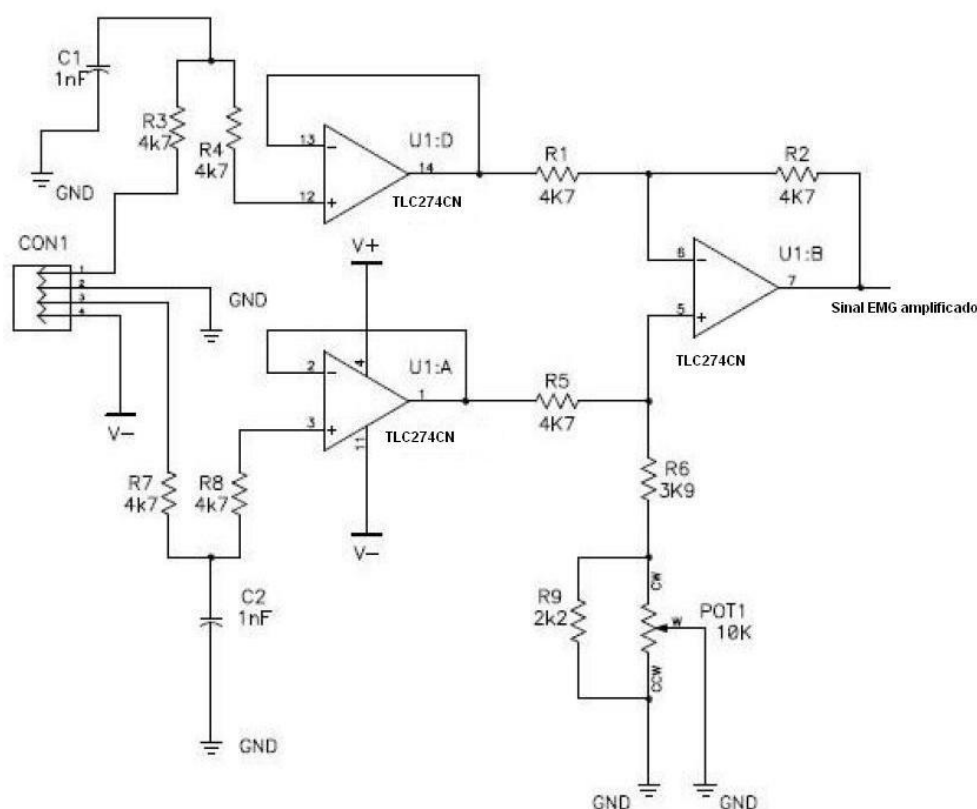 C1
1nF
R3
4k7
R4
4k7
GND
13
12
U1:D
14
TLC274CN
R1
4K7
R2
4K7
CON1
1
2
3
4
GND
V-
V+
6
5
U1:B
7
TLC274CN
Sinal EMG amplificado
2
3
4
11
U1:A
1
TLC274CN
R5
4K7
R7
4k7
R8
4k7
V-
R6
3K9
C2
1nF
R9
2k2
CW
W
CCW
POT1
10K
GND
GND
GND